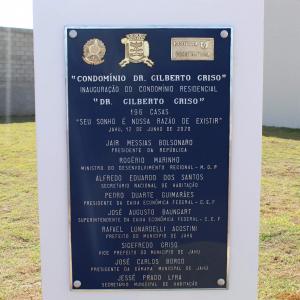 "CONDOMÍNIO DR. GILBERTO GRISO"
INAUGURAÇÃO DO CONDOMÍNIO RESIDENCIAL
"DR. GILBERTO GRISO"
196 CASAS
"SEU SONHO É NOSSA RAZÃO DE EXISTIR"
JAHU, 12 DE JUNHO DE 2020
JAIR MESSIAS BOLSONARO
PRESIDENTE DA REPÚBLICA
ROGÉRIO MARINHO
MINISTRO DO DESENVOLVIMENTO REGIONAL - M.D.R
ALFREDO EDUARDO DOS SANTOS
SECRETÁRIO NACIONAL DE HABITAÇÃO
PEDRO DUARTE GUIMARÃES
PRESIDENTE DA CAIXA ECONÔMICA FEDERAL - C.E.F
JOSÉ AUGUSTO BAUNGART
SUPERINTENDENTE DA CAIXA ECONÔMICA FEDERAL - C.E.F
RAFAEL LUNARDELLI AGOSTINI
PREFEITO DO MUNICÍPIO DE JAHU
SIGEFREDO GRISO
VICE PREFEITO DO MUNICÍPIO DE JAHU
JOSÉ CARLOS BORGO
PRESIDENTE DA CÂMARA MUNICIPAL DE JAHU
JESSÉ PRADO LYRA
SECRETÁRIO MUNICIPAL DE HABITAÇÃO